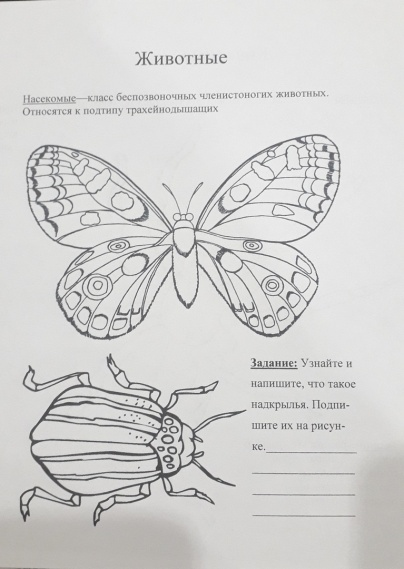 Животные
Насекомые—класс беспозвоночных членистоногих животных.
Относятся к подтипу трахейнодышащих
Задание: Узнайте и
напишите, что такое
надкрылья. Подпи-
шите их на рисун-
ке.